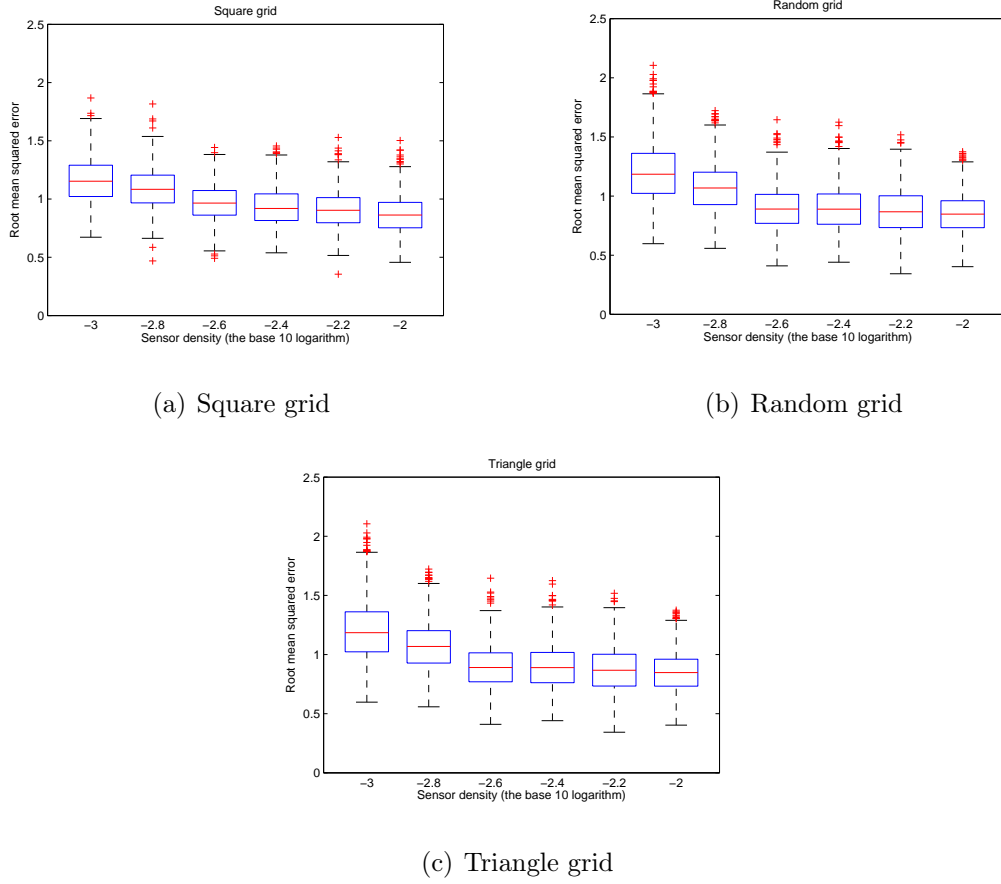 Square grid
2.5
2
1.5
1
0.5
0
Root mean squared error
−3 −2.8 −2.6 −2.4 −2.2 −2
Sensor density (the base 10 logarithm)
(a) Square grid
Random grid
2.5
2
1.5
1
0.5
0
Root mean squared error
−3 −2.8 −2.6 −2.4 −2.2 −2
Sensor density (the base 10 logarithm)
(b) Random grid
Triangle grid
2.5
2
1.5
1
0.5
0
Root mean squared error
−3 −2.8 −2.6 −2.4 −2.2 −2
Sensor density (the base 10 logarithm)
(c) Triangle grid